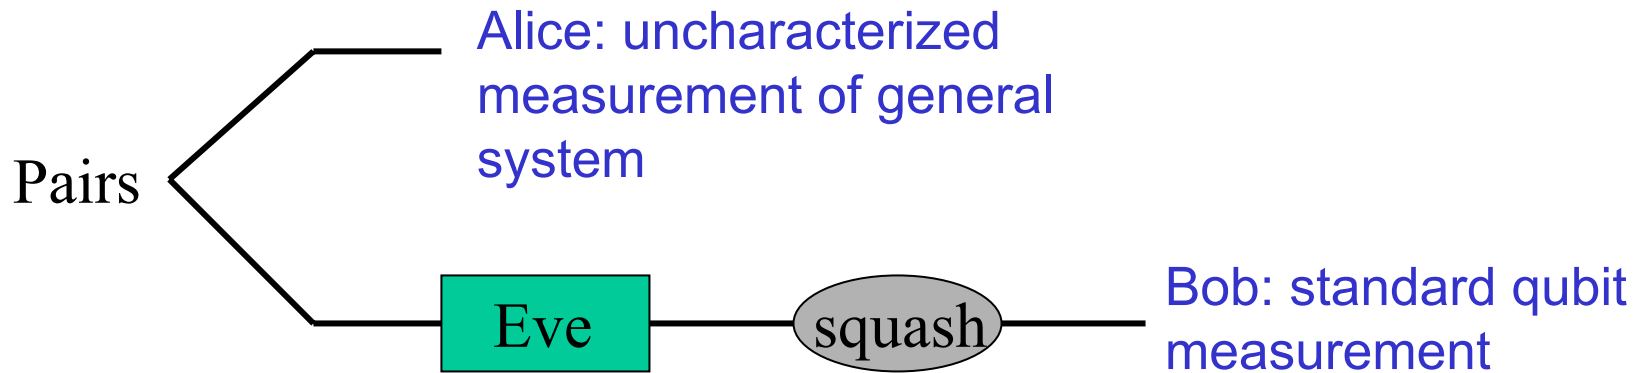 Alice: uncharacterized
measurement of general
system
Pairs
Eve
squash
Bob: standard qubit
measurement